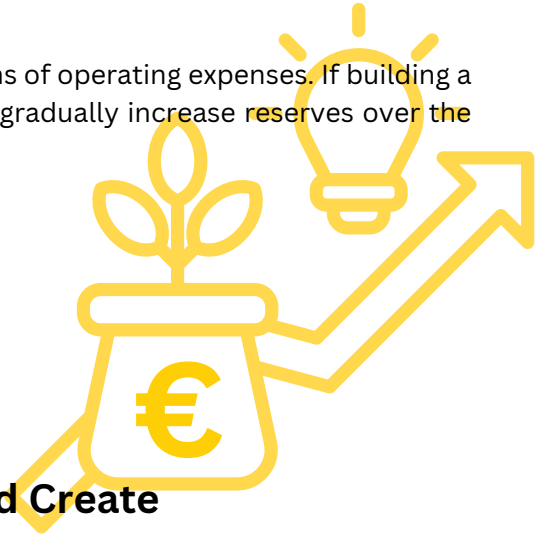 of operating expenses. If building a
gradually increase reserves over the
€
Create